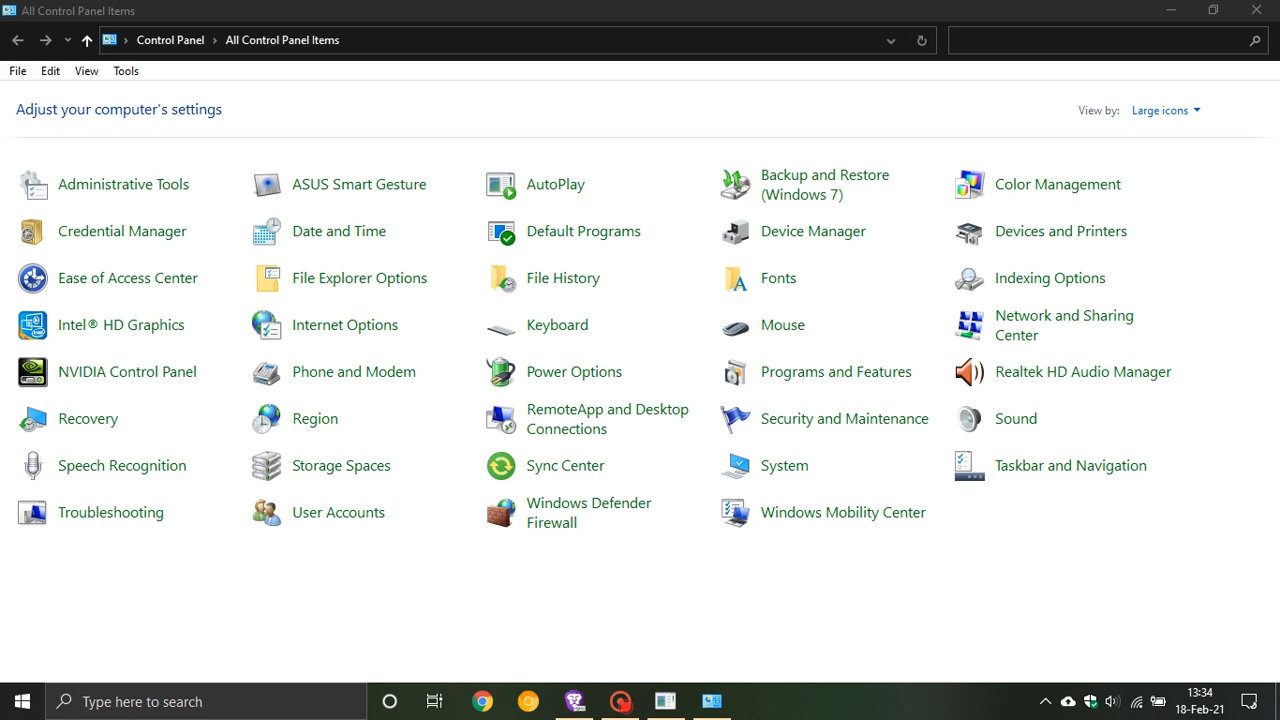 All Control Panel Items
Control Panel All Control Panel Items
File Edit View Tools
Adjust your computer's settings
View by: Large icons
Administrative Tools
ASUS Smart Gesture
AutoPlay
Backup and Restore
(Windows 7)
Color Management
Credential Manager
Date and Time
Default Programs
Device Manager
Devices and Printers
Ease of Access Center
File Explorer Options
File History
Fonts
Indexing Options
Intel® HD Graphics
Internet Options
Keyboard
Mouse
Network and Sharing
Center
NVIDIA Control Panel
Phone and Modem
Power Options
Programs and Features
Realtek HD Audio Manager
Recovery
Region
RemoteApp and Desktop
Connections
Security and Maintenance
Sound
Speech Recognition
Storage Spaces
Sync Center
System
Taskbar and Navigation
Troubleshooting
User Accounts
Windows Defender
Firewall
Windows Mobility Center
Type here to search
13:34
18-Feb-21